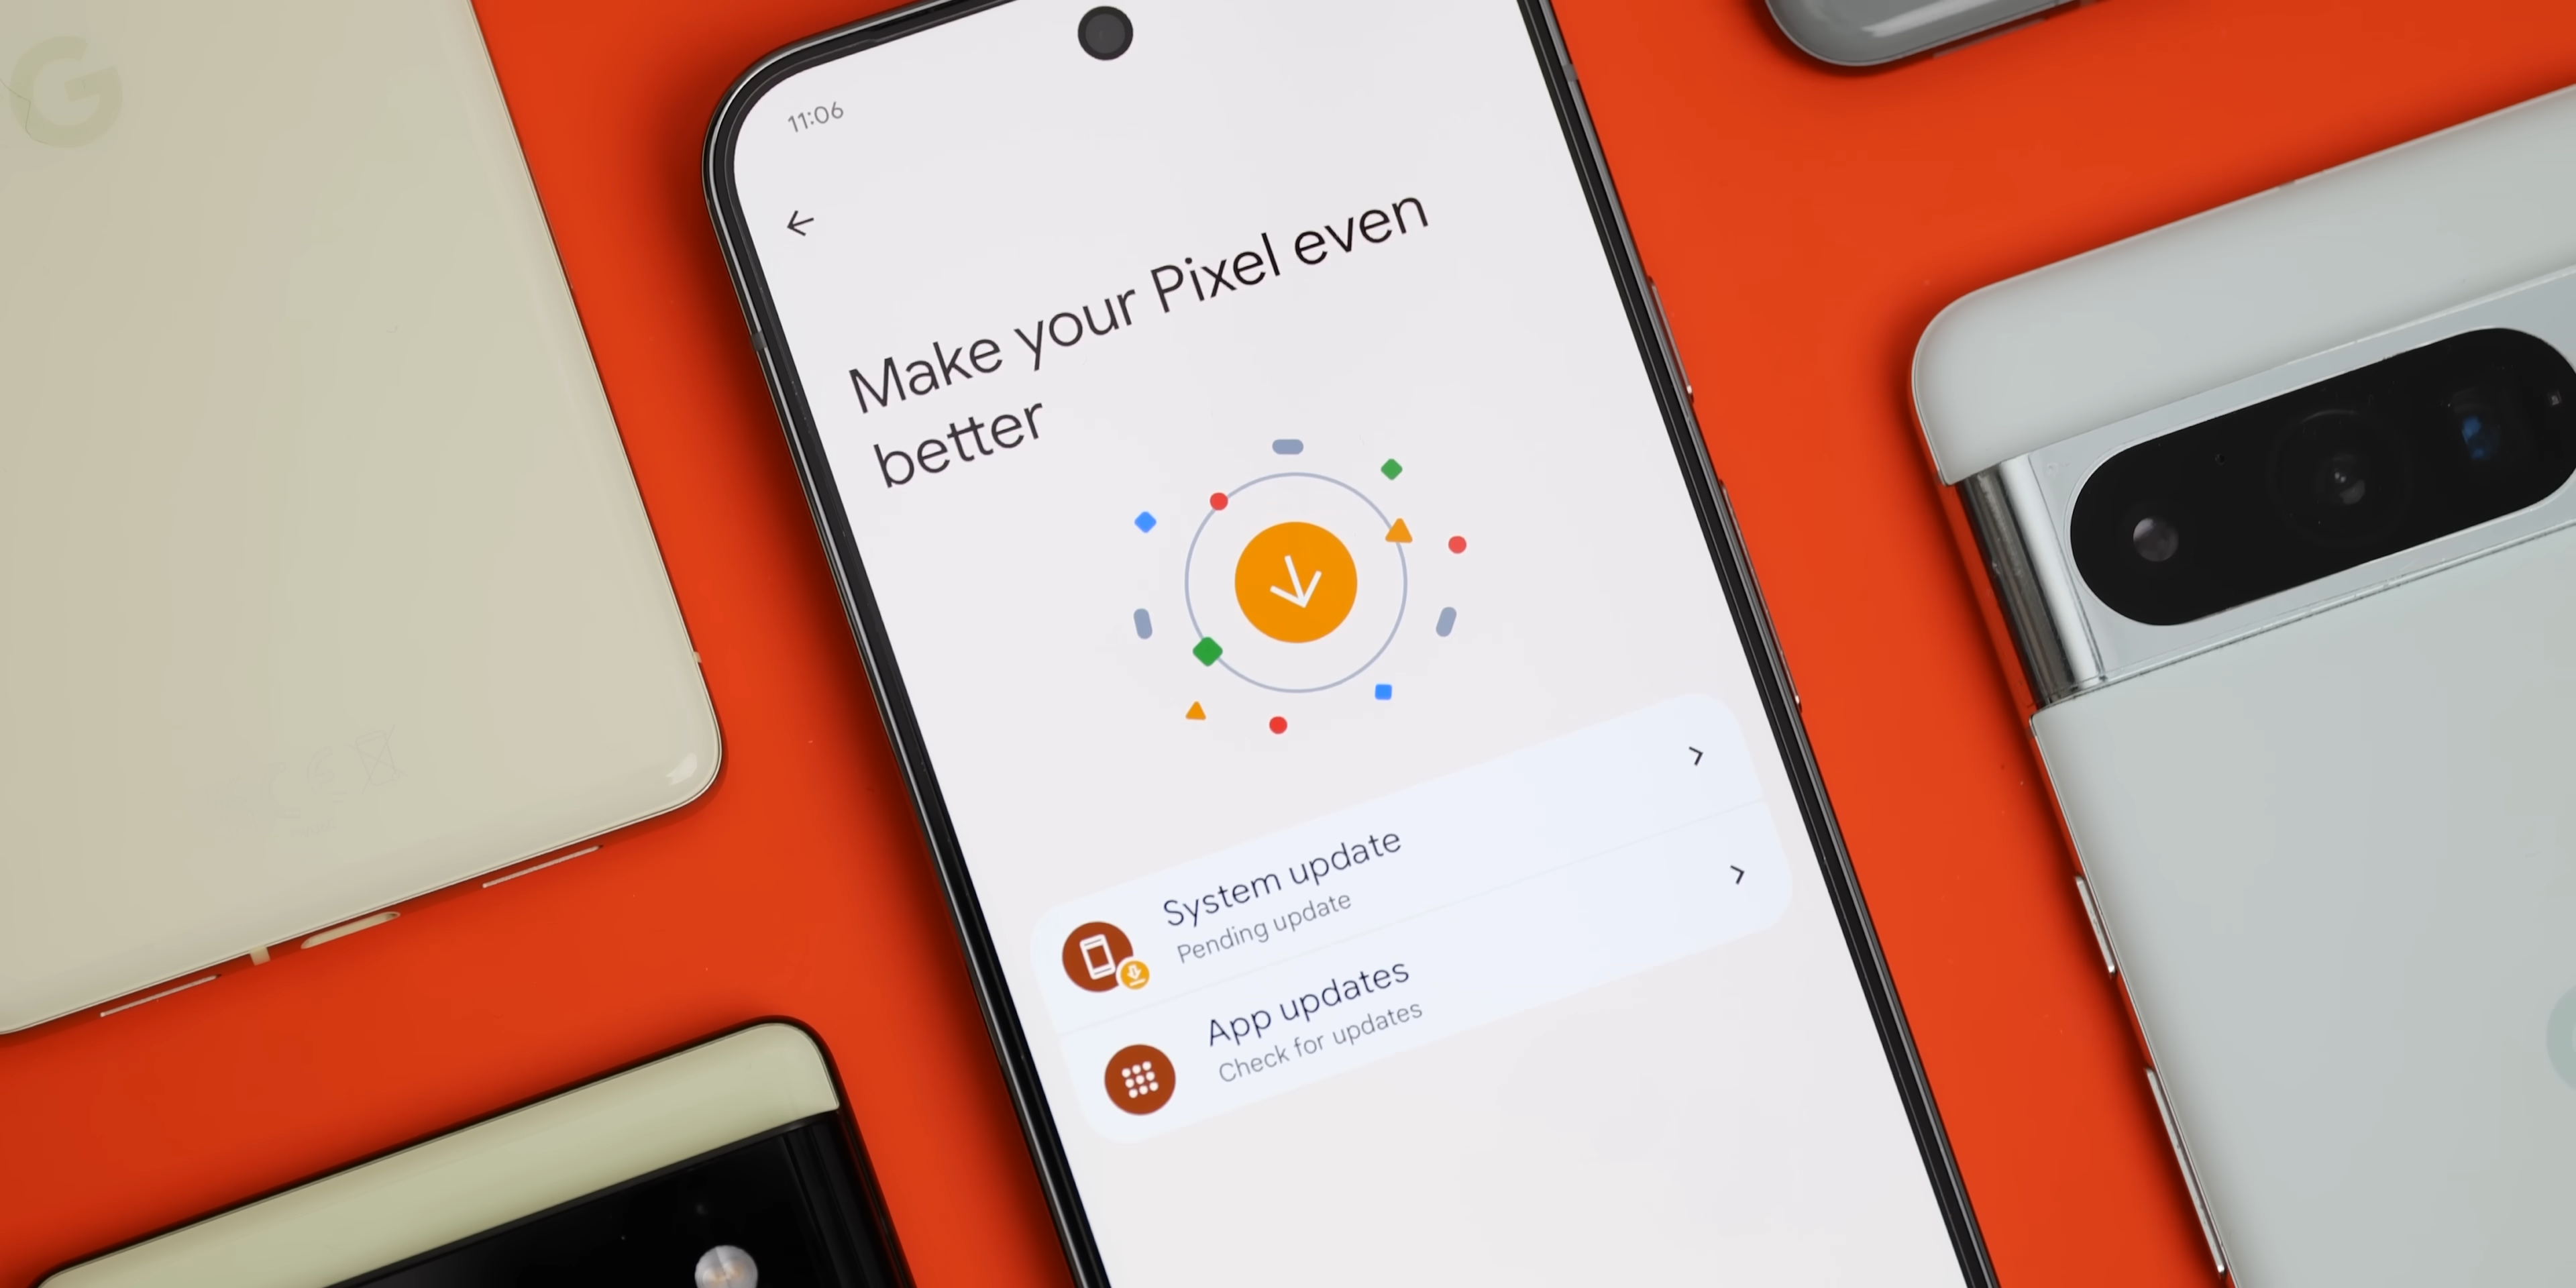 G
11:06
Make your Pixel even
better
System update
Pending update
App updates
Check for updates